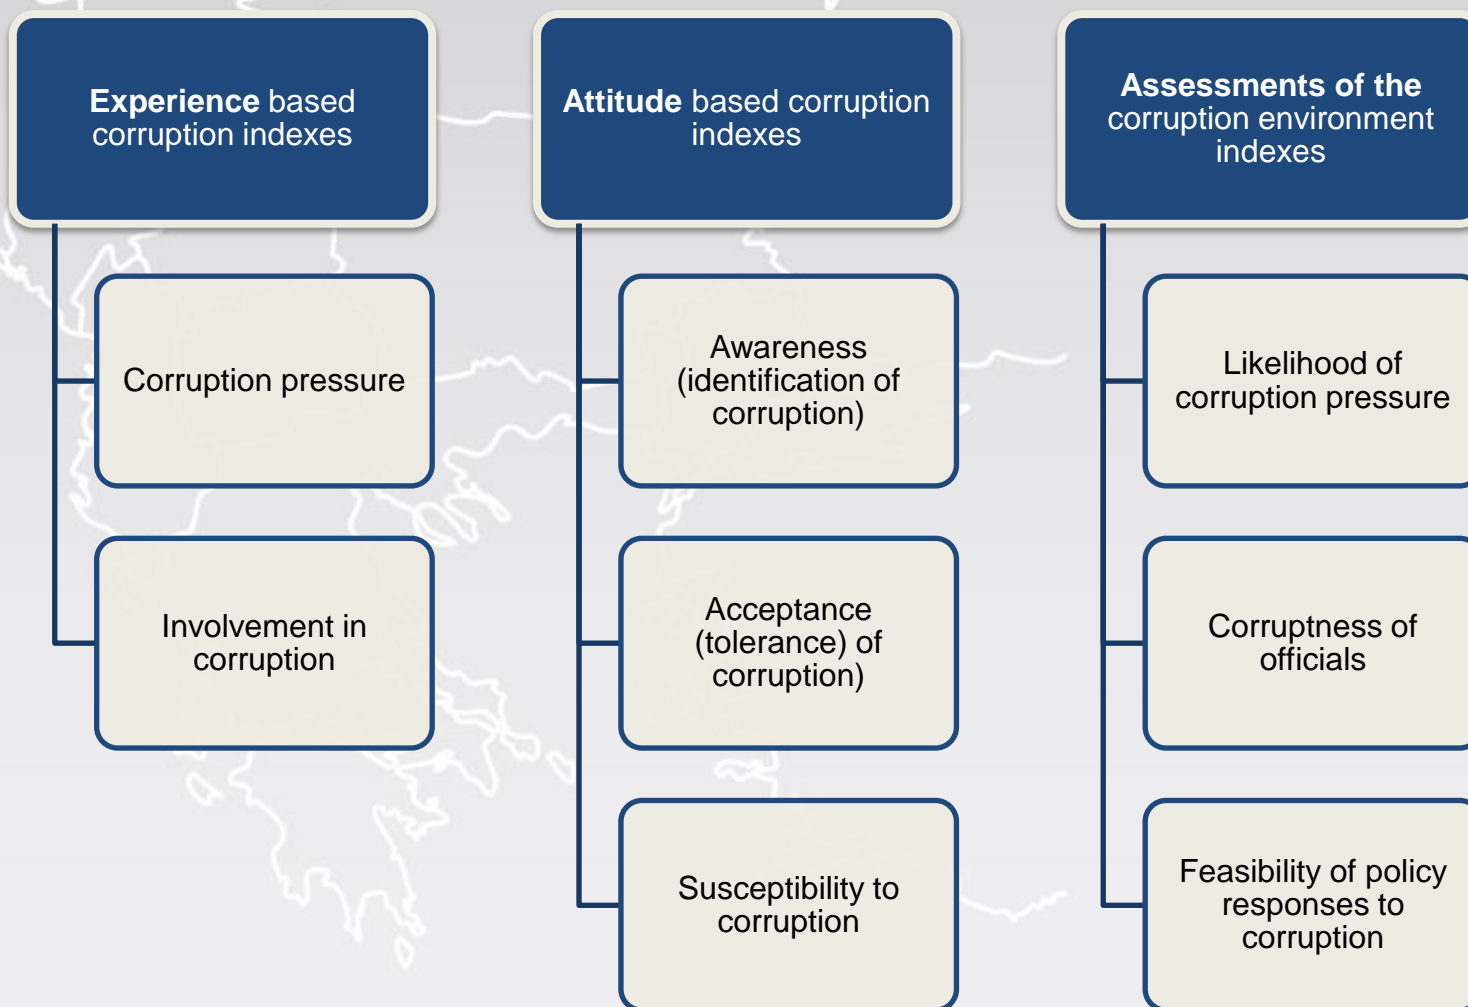 Experience based
corruption indexes
Corruption pressure
Involvement in
corruption
Attitude based corruption
indexes
Awareness
(identification of
corruption)
Acceptance
(tolerance) of
corruption)
Susceptibility to
corruption
Assessments of the
corruption environment
indexes
Likelihood of
corruption pressure
Corruptness of
officials
Feasibility of policy
responses to
corruption